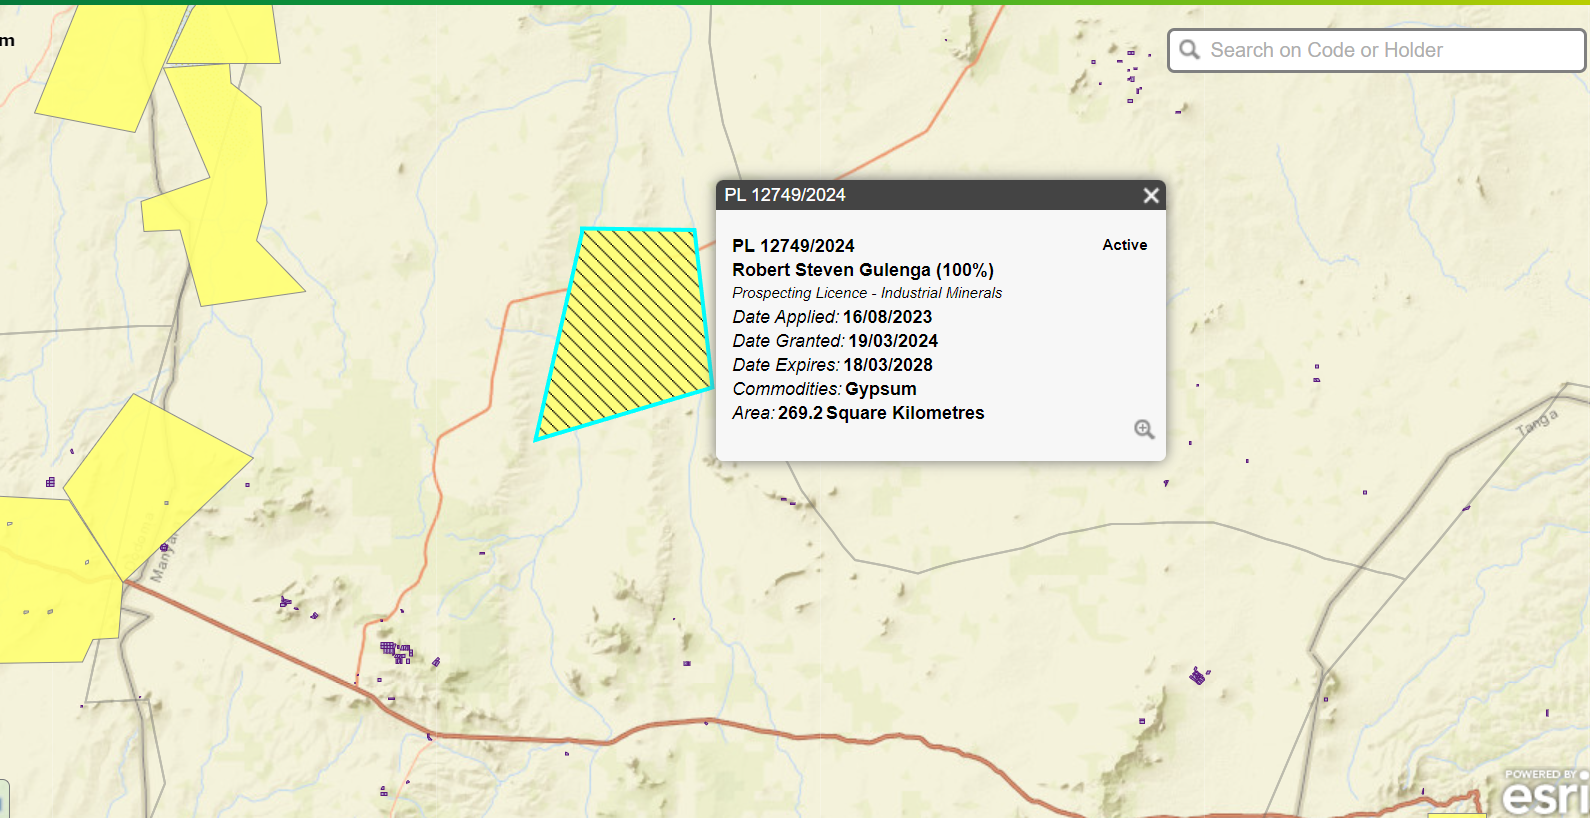 m
Search on Code or Holder
PL 12749/2024
PL 12749/2024
Active
Robert Steven Gulenga (100%)
Prospecting Licence - Industrial Minerals
Date Applied: 16/08/2023
Date Granted: 19/03/2024
Date Expires: 18/03/2028
Commodities: Gypsum
Area: 269.2 Square Kilometres
Tanga
POWERED BY
esri